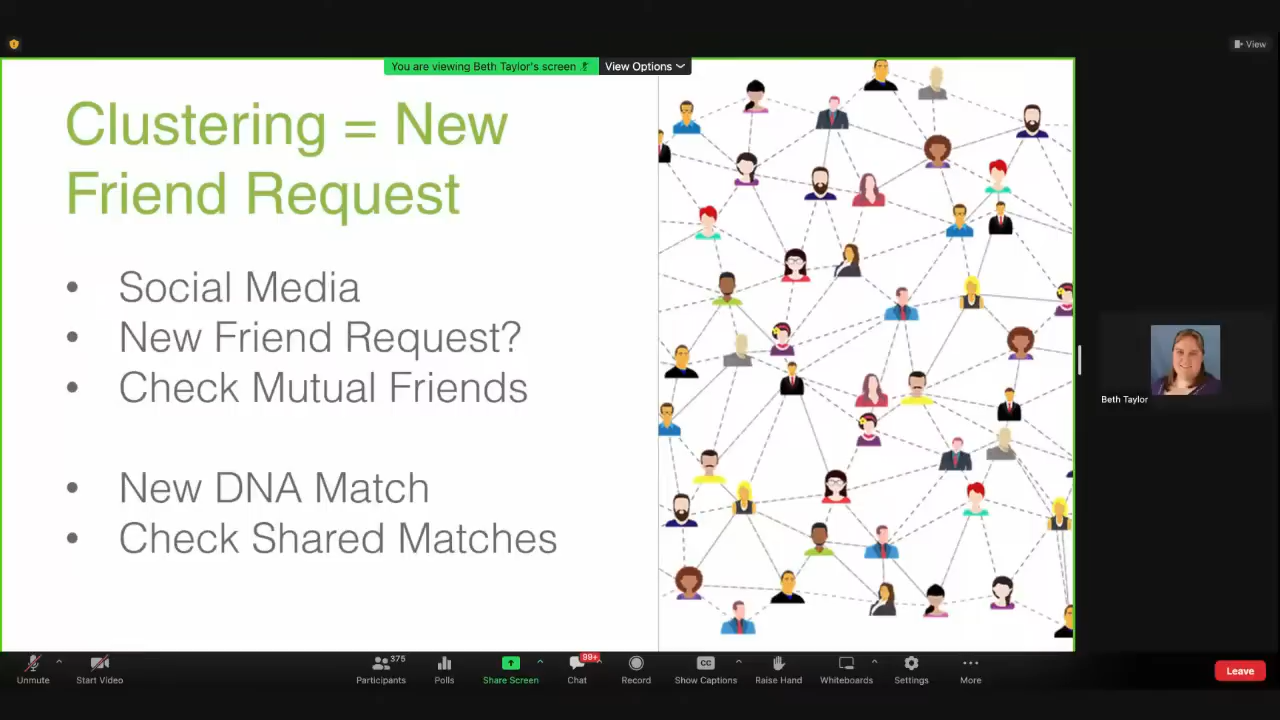 View
You are viewing Beth Taylor's screen
View Options
Clustering = New
Friend Request
• Social Media
• New Friend Request?
• Check Mutual Friends
• New DNA Match
• Check Shared Matches
Beth Taylor
375
99+
CC
Unmute
Start Video
Participants
Polls
Share Screen
Chat
Record
Show Captions
Raise Hand
Whiteboards
Settings
More
Leave